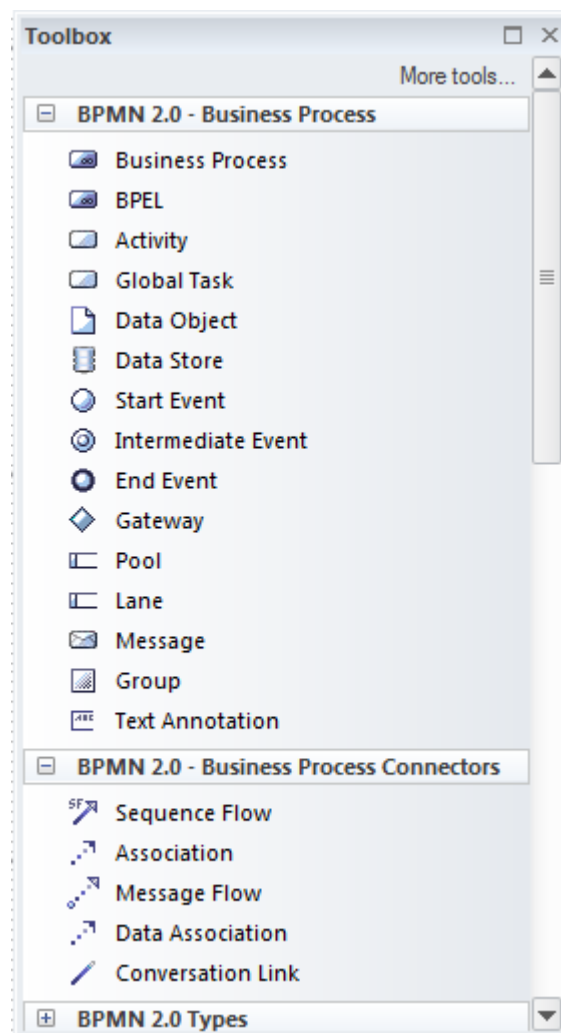 Toolbox
More tools...
BPMN 2.0 - Business Process
Business Process
BPEL
Activity
Global Task
Data Object
Data Store
Start Event
Intermediate Event
End Event
Gateway
Pool
Lane
Message
Group
ABC Text Annotation
BPMN 2.0 - Business Process Connectors
SF Sequence Flow
Association
Message Flow
Data Association
Conversation Link
BPMN 2.0 Types